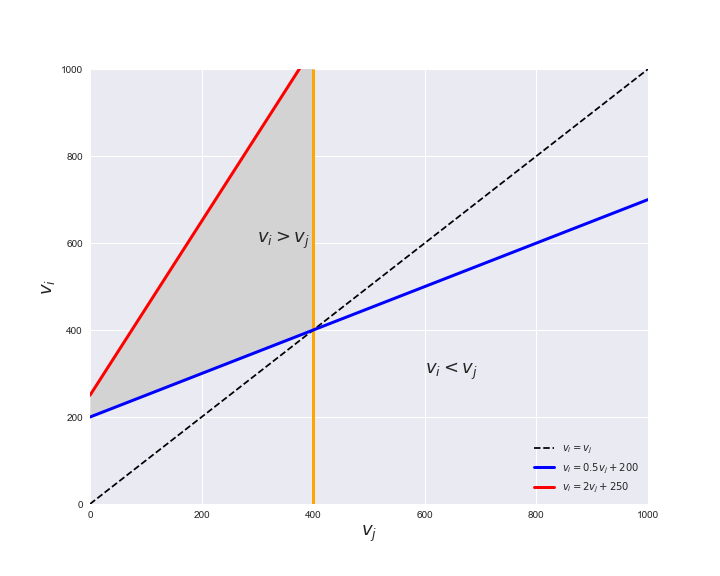 1000
800
600
400
200
0
v_i
v_i > v_j
v_i < v_j
v_i = v_j
v_i = 0.5v_j + 200
v_i = 2v_j + 250
0 200 400 600 800 1000
v_j